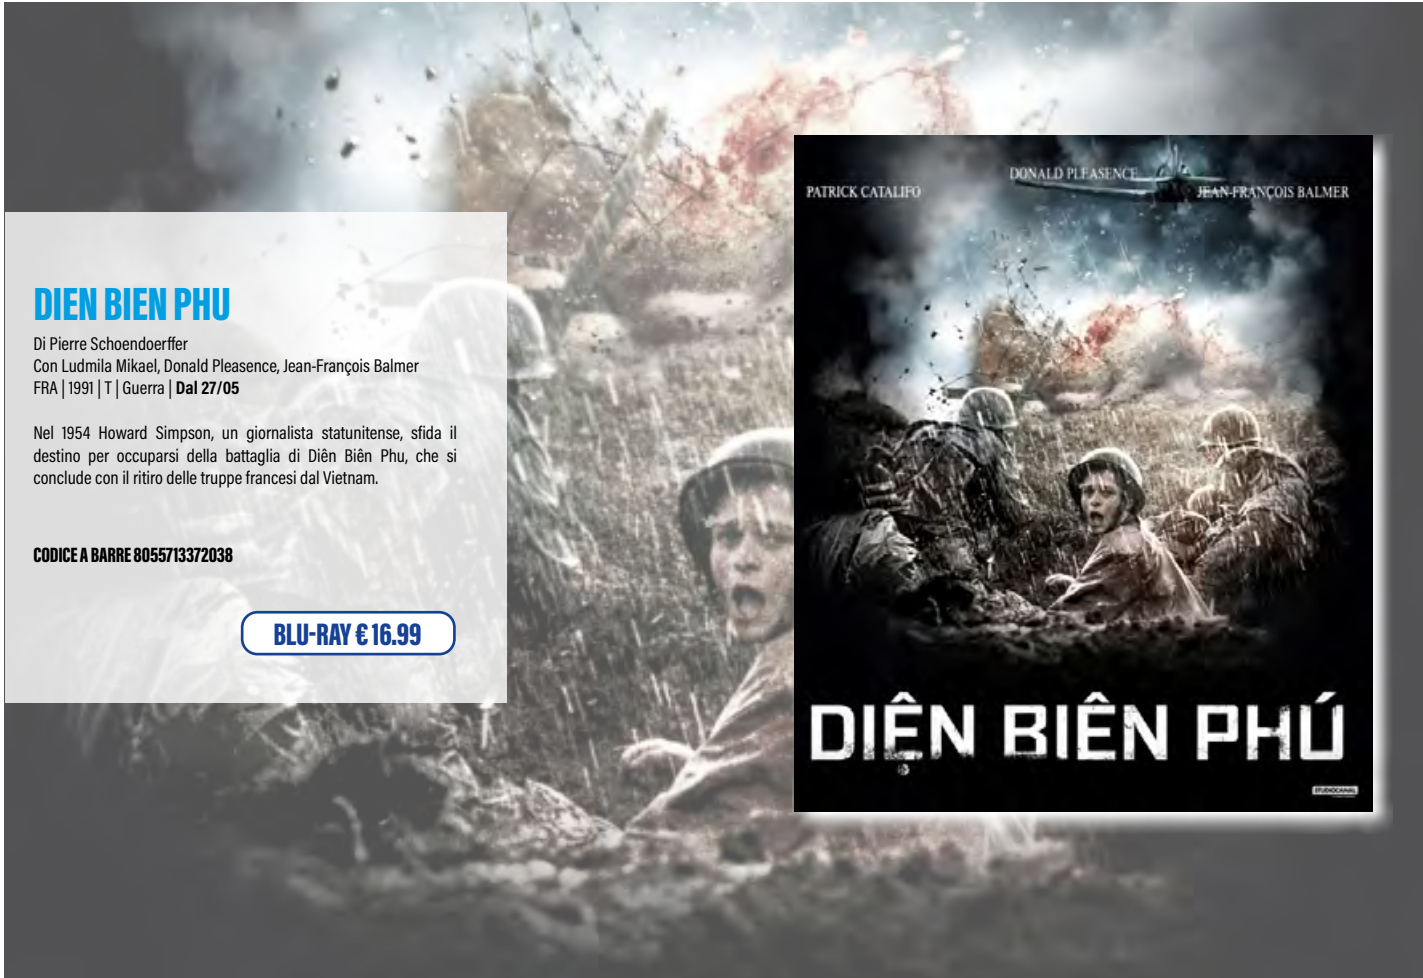 DIEN BIEN PHU
Di Pierre Schoendoerffer
Con Ludmila Mikael, Donald Pleasence, Jean-François Balmer
FRA | 1991 | T | Guerra | Dal 27/05
Nel 1954 Howard Simpson, un giornalista statunitense, sfida il
destino per occuparsi della battaglia di Diên Biên Phu, che si
conclude con il ritiro delle truppe francesi dal Vietnam.
CODICE A BARRE 8055713372038
BLU-RAY € 16.99
DONALD PLEASENCE
PATRICK CATALIFO
JEAN-FRANÇOIS BALMER
DIỆN BIÊN PHÚ
STUDIOCANAL